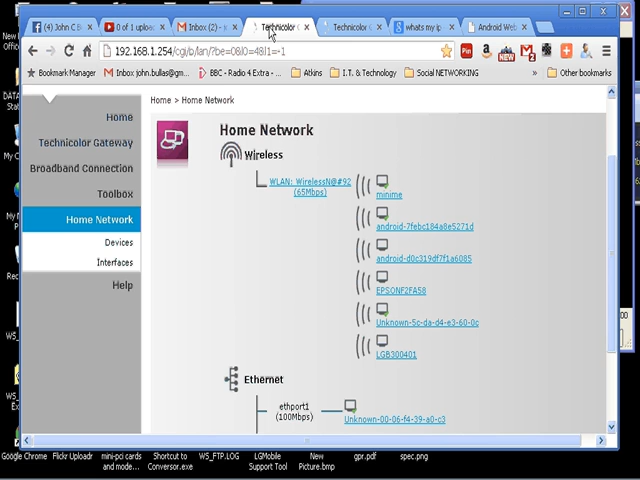 (4) John C B
0 of 1 upload
Inbox (2) - j
Technicolor G
Technicolor G
whats my ip
Android Web
192.168.1.254/cgi/b/lan/?be=0&l0=4&l1=-1
Bookmark Manager
Inbox john.bullas@gm...
BBC - Radio 4 Extra - ...
Atkins
I.T. & Technology
Social NETWORKING
»
Other bookmarks
Home > Home Network
Home
Technicolor Gateway
Broadband Connection
Toolbox
Home Network
Devices
Interfaces
Help
Home Network
Wireless
WLAN: WirelessN@#92
(65Mbps)
minime
android-7febc184a8e5271d
android-d0c319df7f1a6085
EPSONF2FA58
Unknown-5c-da-d4-e3-60-0c
LGB300401
Ethernet
ethport1
(100Mbps)
Unknown-00-06-f4-39-a0-c3
Google Chrome
Flickr Uploadr
mini-pci cards
and mode...
Shortcut to
Conversor.exe
WS_FTP.LOG
LGMobile
Support Tool
New
Picture.bmp
gpr.pdf
spec.png